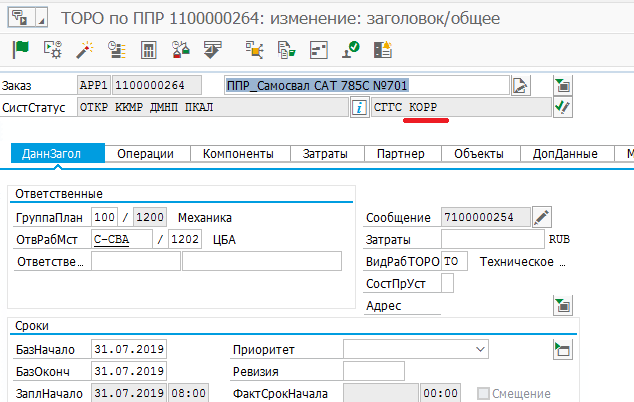 ТОРО по ППР 1100000264: изменение: заголовок/общее
Заказ APP1 1100000264 ППР_Самосвал CAT 785C №701
СистСтатус ОТКР ККМР ДМНП ПКАЛ i СГГС КОРР
ДаннЗагол Операции Компоненты Затраты Партнер Объекты ДопДанные М
Ответственные
ГруппаПлан 100 / 1200 Механика Сообщение 7100000254
ОтвРабМст C-CBA / 1202 ЦБА Затраты RUB
Ответстве… ВидРабТОРО ТО Техническое …
СостПрУст
Адрес
Сроки
БазНачало 31.07.2019 Приоритет
БазОконч 31.07.2019 Ревизия
ЗаплНачало 31.07.2019 08:00 ФактСрокНачала 00:00 Смещение